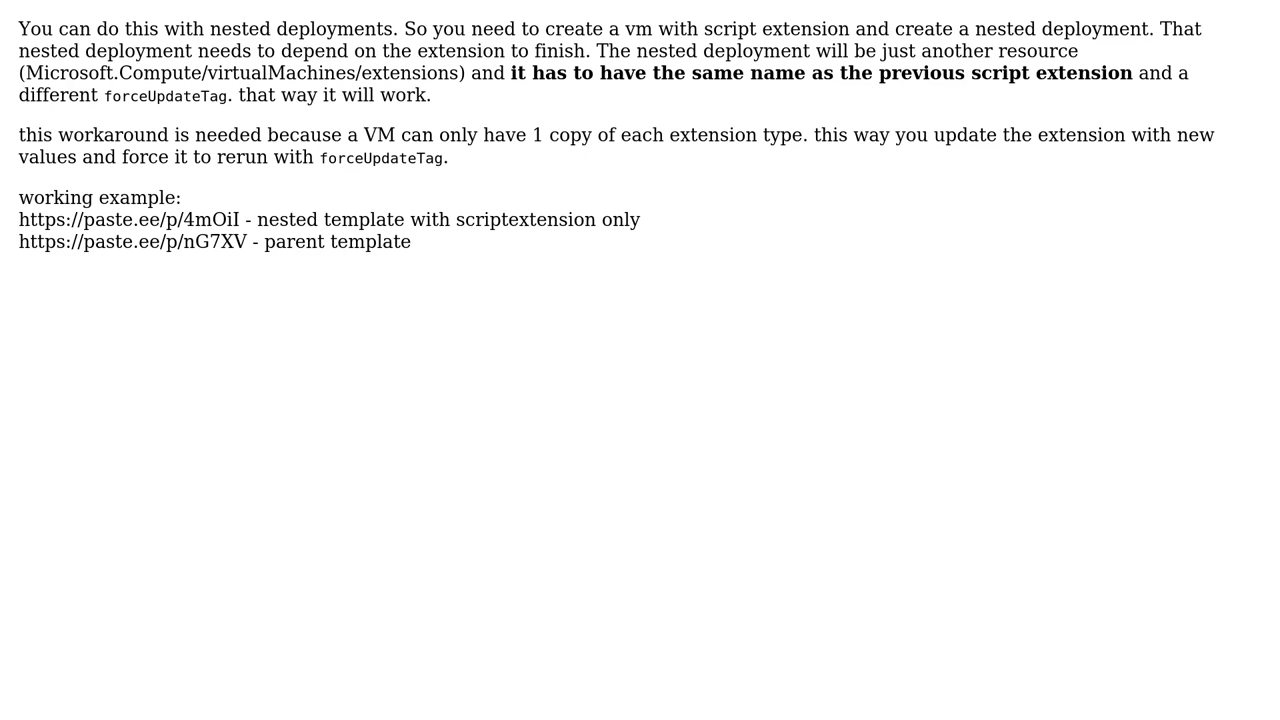 You can do this with nested deployments. So you need to create a vm with script extension and create a nested deployment. That
nested deployment needs to depend on the extension to finish. The nested deployment will be just another resource
(Microsoft.Compute/virtualMachines/extensions) and it has to have the same name as the previous script extension and a
different forceUpdateTag. that way it will work.
this workaround is needed because a VM can only have 1 copy of each extension type. this way you update the extension with new
values and force it to rerun with forceUpdateTag.
working example:
https://paste.ee/p/4mOiI - nested template with scriptextension only
https://paste.ee/p/nG7XV - parent template